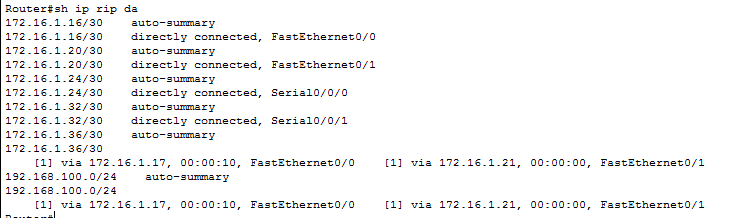 Router#sh ip rip da
172.16.1.16/30    auto-summary
172.16.1.16/30    directly connected, FastEthernet0/0
172.16.1.20/30    auto-summary
172.16.1.20/30    directly connected, FastEthernet0/1
172.16.1.24/30    auto-summary
172.16.1.24/30    directly connected, Serial0/0/0
172.16.1.32/30    auto-summary
172.16.1.32/30    directly connected, Serial0/0/1
172.16.1.36/30    auto-summary
172.16.1.36/30
    [1] via 172.16.1.17, 00:00:10, FastEthernet0/0    [1] via 172.16.1.21, 00:00:00, FastEthernet0/1
192.168.100.0/24    auto-summary
192.168.100.0/24
    [1] via 172.16.1.17, 00:00:10, FastEthernet0/0    [1] via 172.16.1.21, 00:00:00, FastEthernet0/1
Router#